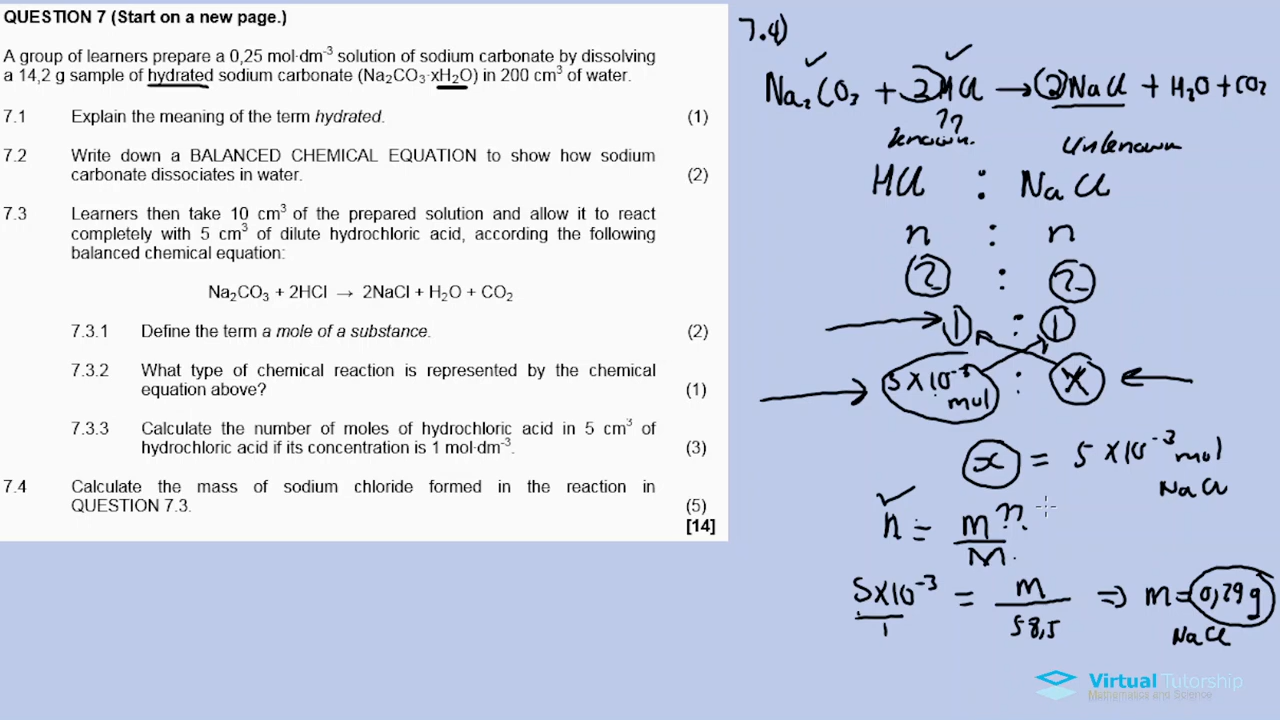 QUESTION 7 (Start on a new page.)
A group of learners prepare a 0,25 mol·dm⁻³ solution of sodium carbonate by dissolving
a 14,2 g sample of hydrated sodium carbonate (Na₂CO₃·xH₂O) in 200 cm³ of water.
7.1 Explain the meaning of the term hydrated. (1)
7.2 Write down a BALANCED CHEMICAL EQUATION to show how sodium
carbonate dissociates in water. (2)
7.3 Learners then take 10 cm³ of the prepared solution and allow it to react
completely with 5 cm³ of dilute hydrochloric acid, according the following
balanced chemical equation:
Na₂CO₃ + 2HCl → 2NaCl + H₂O + CO₂
7.3.1 Define the term a mole of a substance. (2)
7.3.2 What type of chemical reaction is represented by the chemical
equation above? (1)
7.3.3 Calculate the number of moles of hydrochloric acid in 5 cm³ of
hydrochloric acid if its concentration is 1 mol·dm⁻³. (3)
7.4 Calculate the mass of sodium chloride formed in the reaction in
QUESTION 7.3. (5)
[14]
7.4)
Na₂CO₃ + 2HCl → 2NaCl + H₂O + CO₂
??
known. Unknown
HCl : NaCl
n : n
2 : 2
1 : 1
5 × 10⁻³ mol : x
x = 5 × 10⁻³ mol
NaCl
n = m??/M
5×10⁻³/1 = m/58,5 ⇒ m = 0,29g
NaCl
Virtual Tutorship
Mathematics and Science